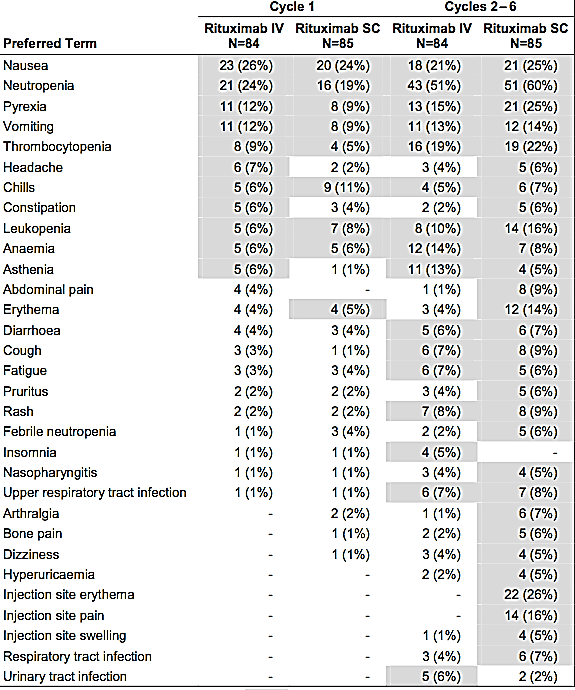 Cycle 1 Cycles 2–6
Rituximab IV Rituximab SC Rituximab IV Rituximab SC
Preferred Term N=84 N=85 N=84 N=85
Nausea 23 (26%) 20 (24%) 18 (21%) 21 (25%)
Neutropenia 21 (24%) 16 (19%) 43 (51%) 51 (60%)
Pyrexia 11 (12%) 8 (9%) 13 (15%) 21 (25%)
Vomiting 11 (12%) 8 (9%) 11 (13%) 12 (14%)
Thrombocytopenia 8 (9%) 4 (5%) 16 (19%) 19 (22%)
Headache 6 (7%) 2 (2%) 3 (4%) 5 (6%)
Chills 5 (6%) 9 (11%) 4 (5%) 6 (7%)
Constipation 5 (6%) 3 (4%) 2 (2%) 5 (6%)
Leukopenia 5 (6%) 7 (8%) 8 (10%) 14 (16%)
Anaemia 5 (6%) 5 (6%) 12 (14%) 7 (8%)
Asthenia 5 (6%) 1 (1%) 11 (13%) 4 (5%)
Abdominal pain 4 (4%) - 1 (1%) 8 (9%)
Erythema 4 (4%) 4 (5%) 3 (4%) 12 (14%)
Diarrhoea 4 (4%) 3 (4%) 5 (6%) 6 (7%)
Cough 3 (3%) 1 (1%) 6 (7%) 8 (9%)
Fatigue 3 (3%) 3 (4%) 6 (7%) 5 (6%)
Pruritus 2 (2%) 2 (2%) 3 (4%) 5 (6%)
Rash 2 (2%) 2 (2%) 7 (8%) 8 (9%)
Febrile neutropenia 1 (1%) 3 (4%) 2 (2%) 5 (6%)
Insomnia 1 (1%) 1 (1%) 4 (5%) -
Nasopharyngitis 1 (1%) 1 (1%) 3 (4%) 4 (5%)
Upper respiratory tract infection 1 (1%) 1 (1%) 6 (7%) 7 (8%)
Arthralgia - 2 (2%) 1 (1%) 6 (7%)
Bone pain - 1 (1%) 2 (2%) 5 (6%)
Dizziness - 1 (1%) 3 (4%) 4 (5%)
Hyperuricaemia - - 2 (2%) 4 (5%)
Injection site erythema - - - 22 (26%)
Injection site pain - - - 14 (16%)
Injection site swelling - - 1 (1%) 4 (5%)
Respiratory tract infection - - 3 (4%) 6 (7%)
Urinary tract infection - - 5 (6%) 2 (2%)